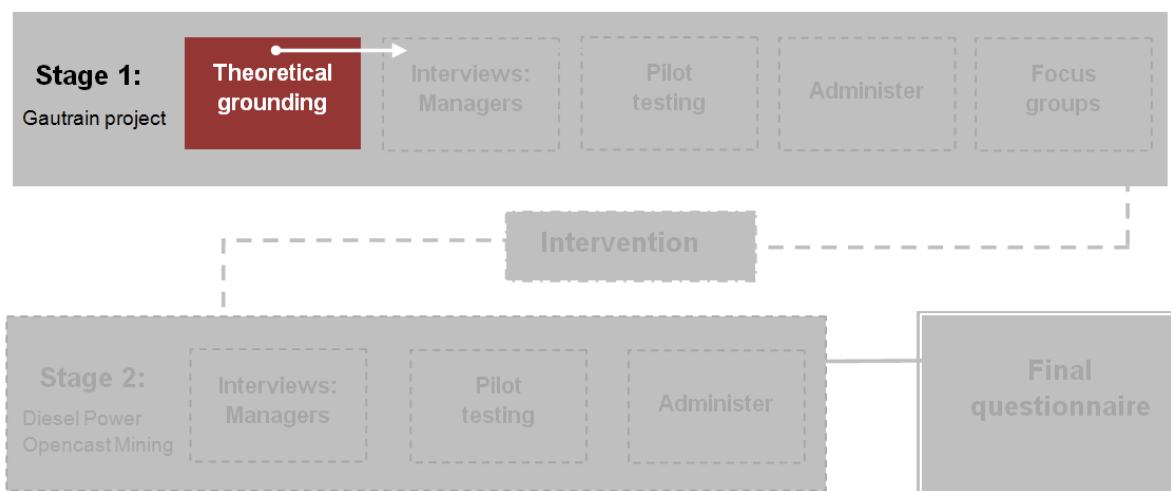 Stage 1:
Gautrain project
Theoretical
grounding
Interviews:
Managers
Pilot
testing
Administer
Focus
groups
Intervention
Stage 2:
Diesel Power
Opencast Mining
Interviews:
Managers
Pilot
testing
Administer
Final
questionnaire